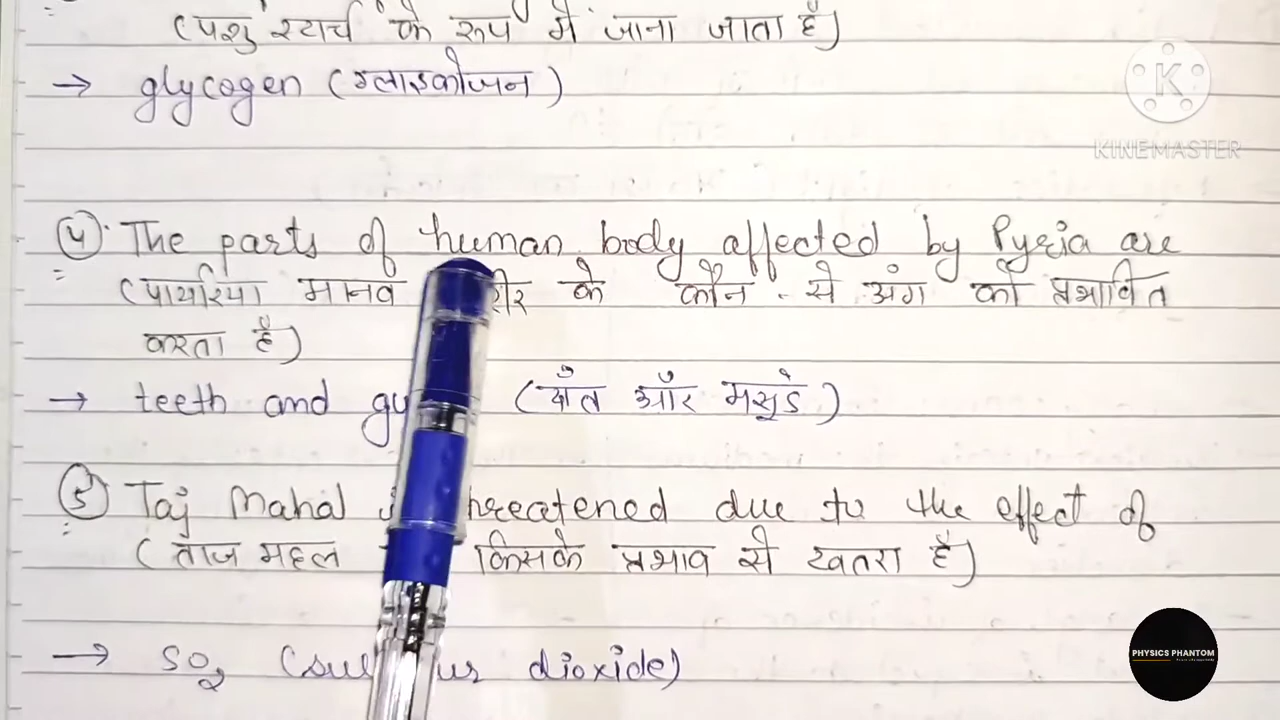 (पशु स्टार्च के रूप में जाना जाता है)
→ glycogen (ग्लाइकोजन)
KINEMASTER
(4) The parts of human body affected by Pyria are
(पायरिया मानव के कौन-से अंग को प्रभावित
करता है)
→ teeth and (दाँत और मसूडे)
(5) Taj Mahal threatened due to the effect of
(ताजमहल किसके प्रभाव से खतरा है)
→ SO₂ (sulphur dioxide)
PHYSICS PHANTOM